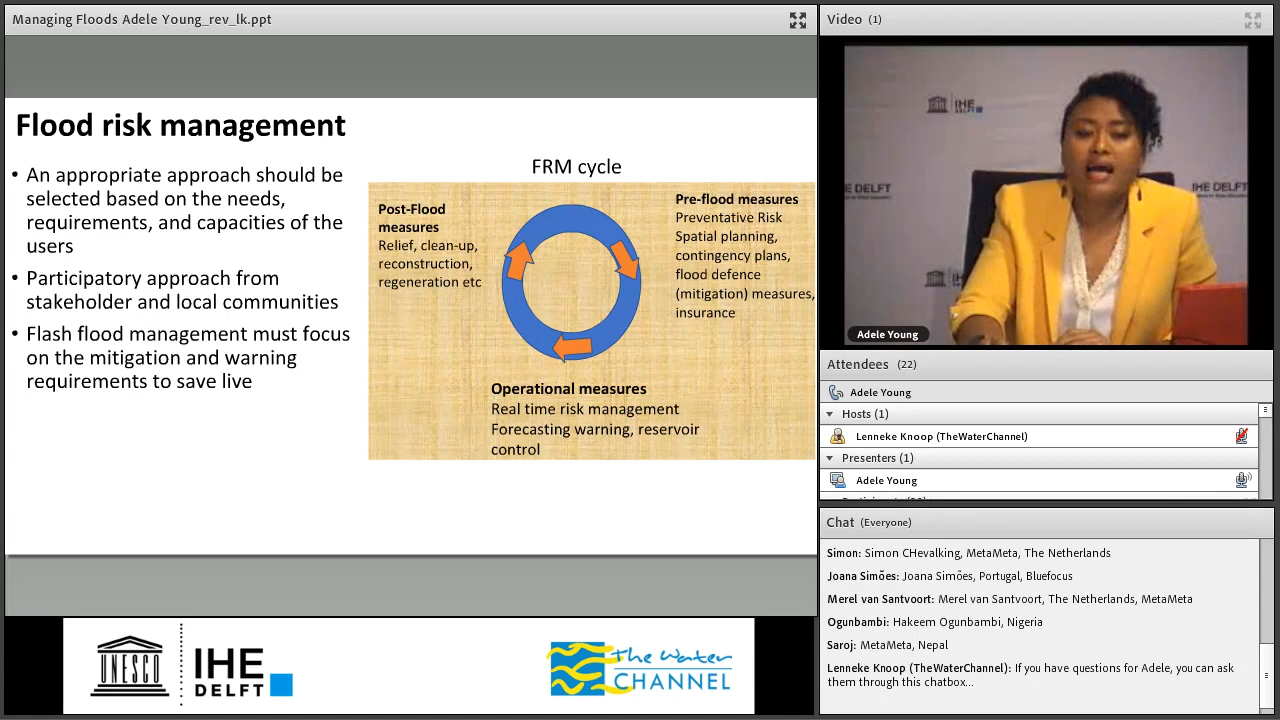 Managing Floods Adele Young_rev_lk.ppt
Flood risk management
• An appropriate approach should be
selected based on the needs,
requirements, and capacities of the
users
• Participatory approach from
stakeholder and local communities
• Flash flood management must focus
on the mitigation and warning
requirements to save live
FRM cycle
Post-Flood
measures
Relief, clean-up,
reconstruction,
regeneration etc
Pre-flood measures
Preventative Risk
Spatial planning,
contingency plans,
flood defence
(mitigation) measures,
insurance
Operational measures
Real time risk management
Forecasting warning, reservoir
control
UNESCO
IHE
DELFT
The Water
CHANNEL
Video (1)
IHE
DELFT
IHE DELFT
IHE DELFT
Adele Young
Attendees (22)
Adele Young
Hosts (1)
Lenneke Knoop (TheWaterChannel)
Presenters (1)
Adele Young
Chat (Everyone)
Simon: Simon CHevalking, MetaMeta, The Netherlands
Joana Simões: Joana Simões, Portugal, Bluefocus
Merel van Santvoort: Merel van Santvoort, The Netherlands, MetaMeta
Ogunbambi: Hakeem Ogunbambi, Nigeria
Saroj: MetaMeta, Nepal
Lenneke Knoop (TheWaterChannel): If you have questions for Adele, you can ask
them through this chatbox...